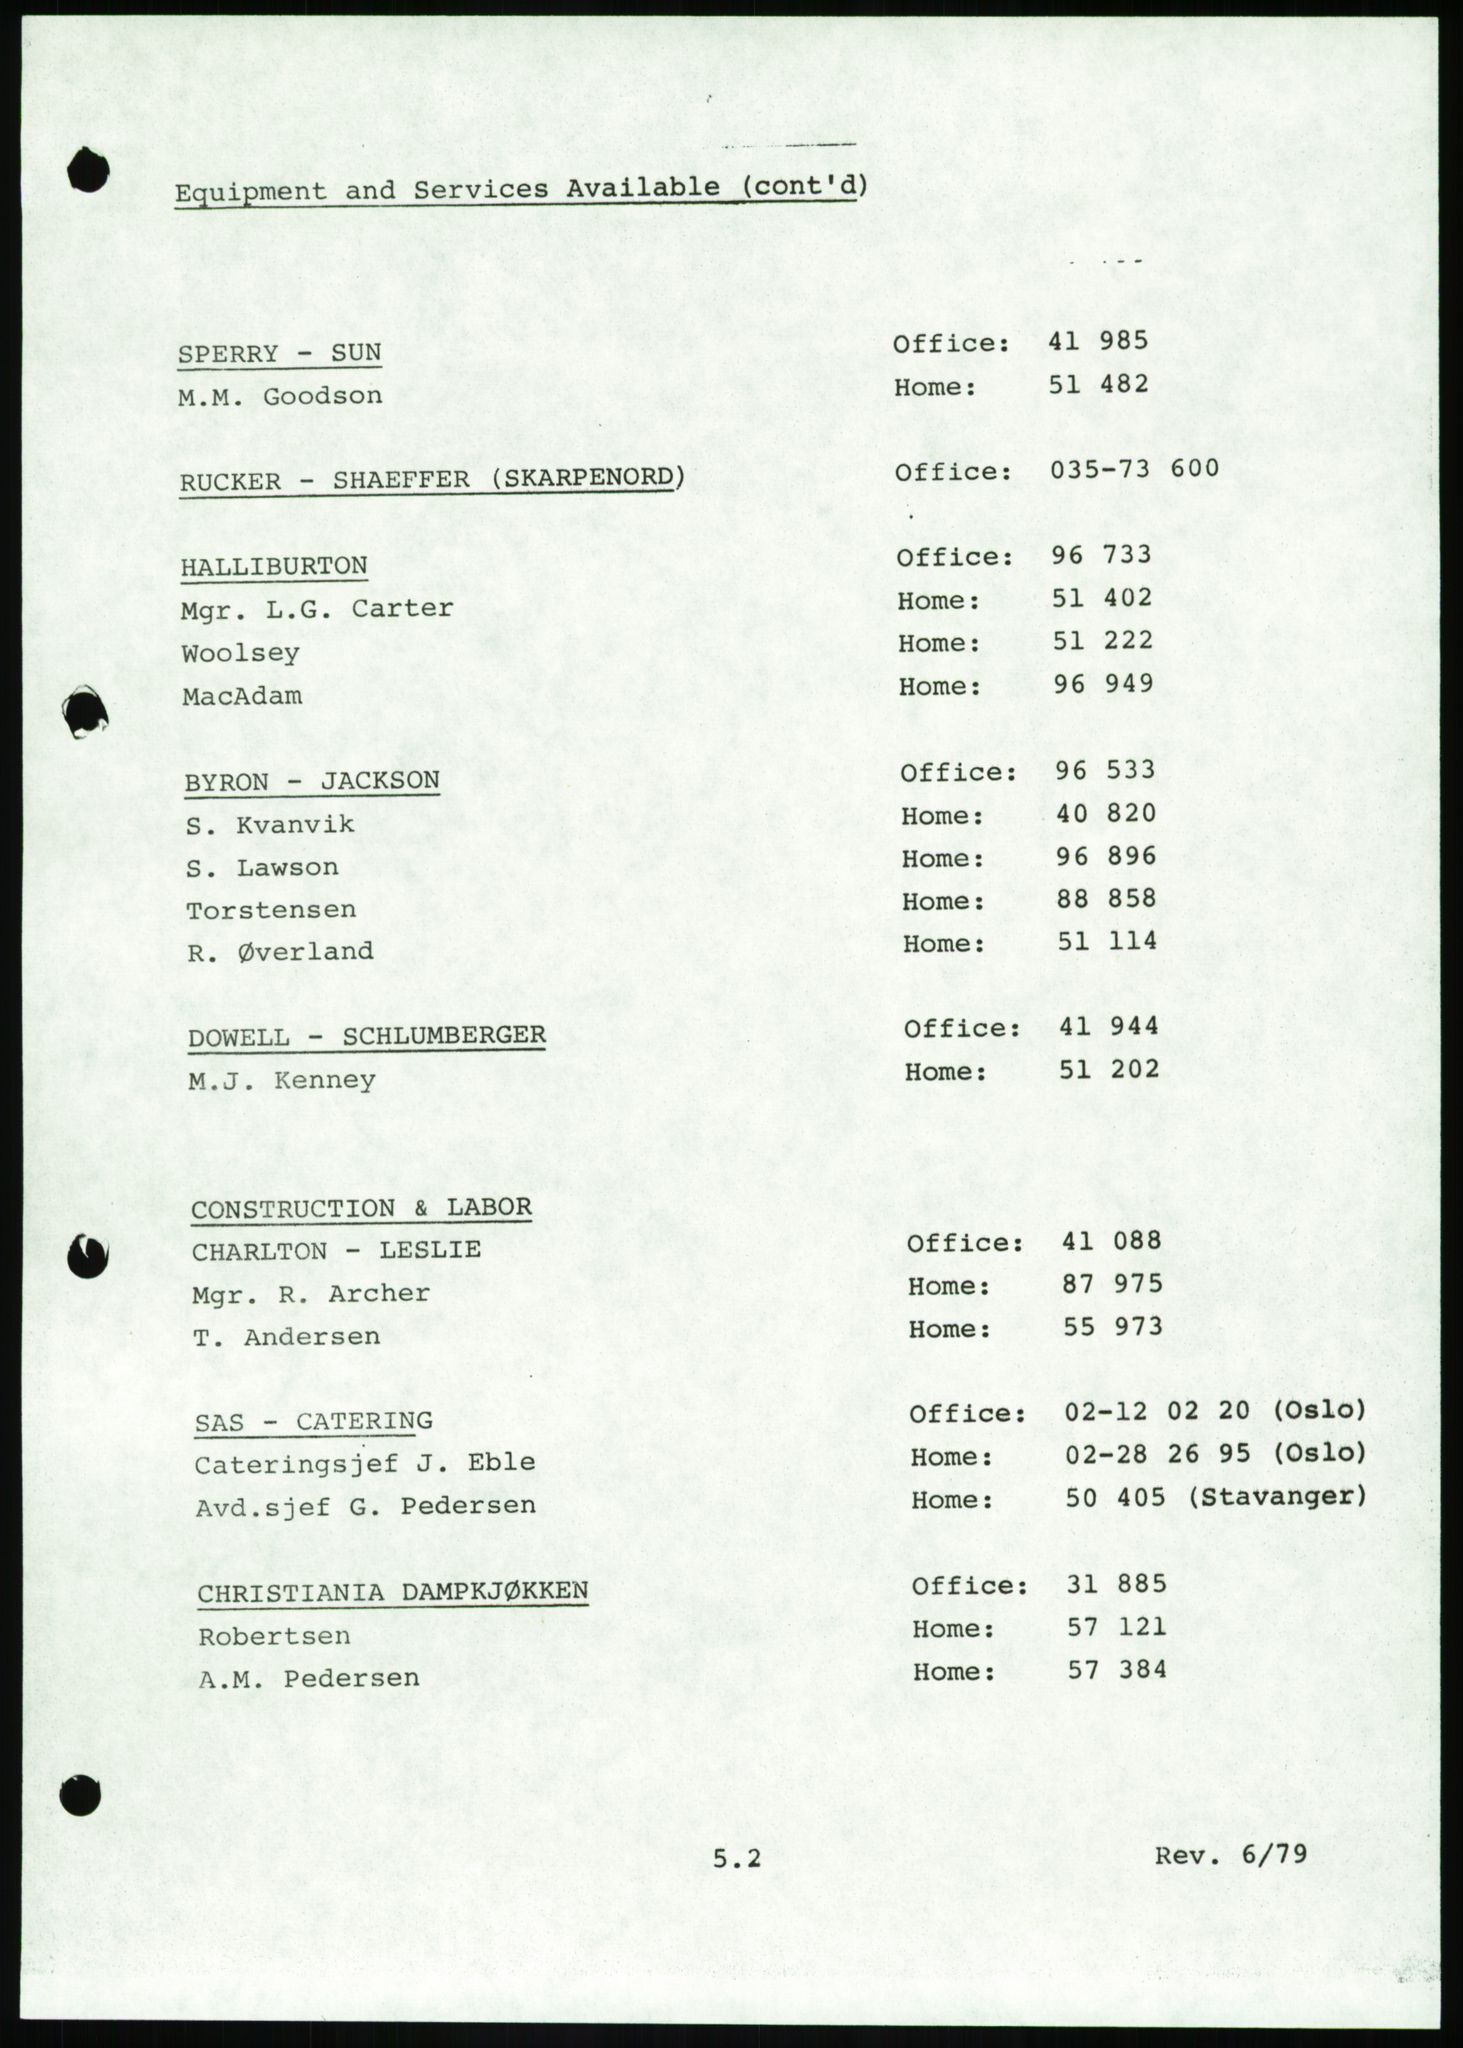 Equipment and Services Available (cont'd)
SPERRY - SUN Office: 41 985
M.M. Goodson Home: 51 482
RUCKER - SHAEFFER (SKARPENORD) Office: 035-73 600
HALLIBURTON Office: 96 733
Mgr. L.G. Carter Home: 51 402
Woolsey Home: 51 222
MacAdam Home: 96 949
BYRON - JACKSON Office: 96 533
S. Kvanvik Home: 40 820
S. Lawson Home: 96 896
Torstensen Home: 88 858
R. Øverland Home: 51 114
DOWELL - SCHLUMBERGER Office: 41 944
M.J. Kenney Home: 51 202
CONSTRUCTION & LABOR
CHARLTON - LESLIE Office: 41 088
Mgr. R. Archer Home: 87 975
T. Andersen Home: 55 973
SAS - CATERING Office: 02-12 02 20 (Oslo)
Cateringsjef J. Eble Home: 02-28 26 95 (Oslo)
Avd.sjef G. Pedersen Home: 50 405 (Stavanger)
CHRISTIANIA DAMPKJØKKEN Office: 31 885
Robertsen Home: 57 121
A.M. Pedersen Home: 57 384
5.2 Rev. 6/79